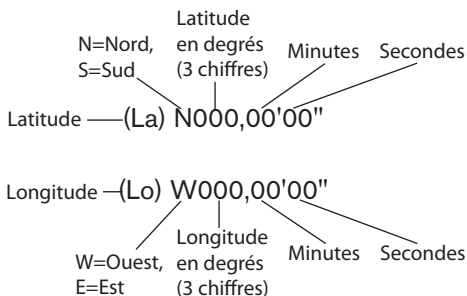 Latitude
N=Nord, en degrés Minutes Secondes
S=Sud (3 chiffres)
Latitude (La) N000,00'00"
Longitude (Lo) W000,00'00"
Longitude
W=Ouest, en degrés Minutes Secondes
E=Est (3 chiffres)